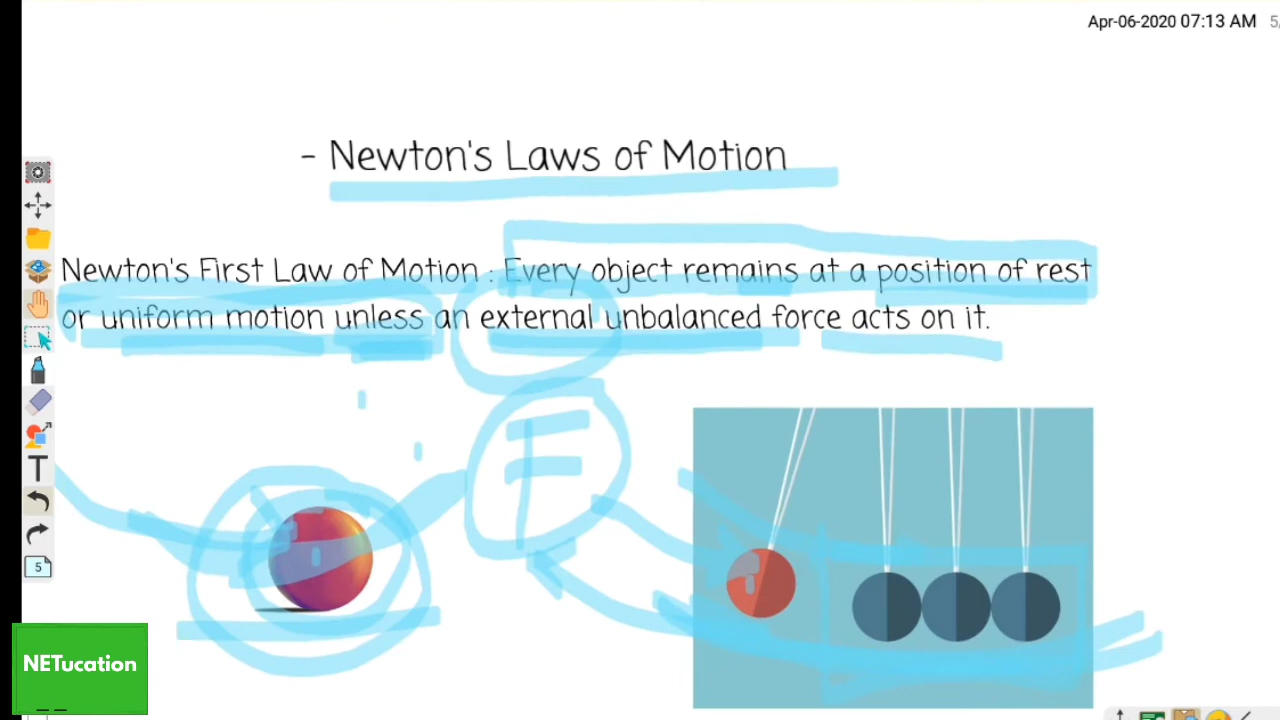 Apr-06-2020 07:13 AM 5/
- Newton's Laws of Motion
Newton's First Law of Motion : Every object remains at a position of rest
or uniform motion unless an external unbalanced force acts on it.
F
T
5
NETucation